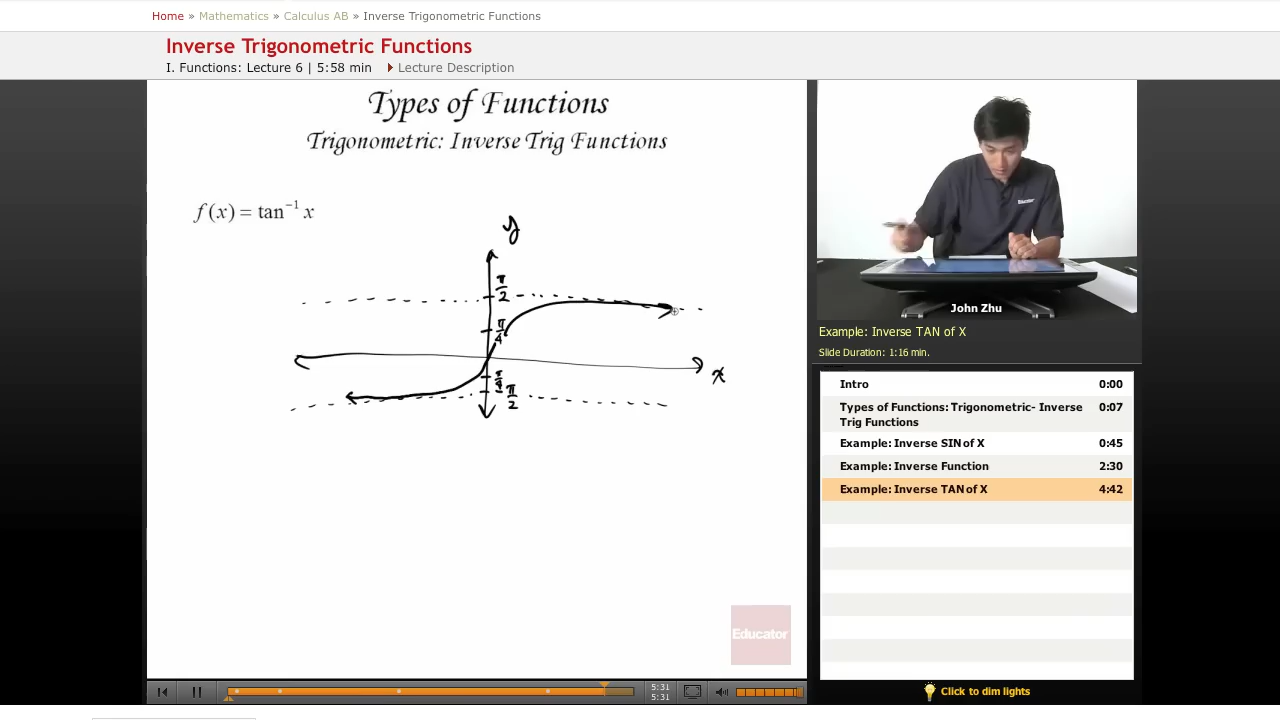 Home » Mathematics » Calculus AB » Inverse Trigonometric Functions
Inverse Trigonometric Functions
I. Functions: Lecture 6 | 5:58 min
Lecture Description
Types of Functions
Trigonometric: Inverse Trig Functions
f(x) = tan⁻¹ x
y
π/2
π/4
x
π/4
π/2
Educator
John Zhu
Example: Inverse TAN of X
Slide Duration: 1:16 min.
Intro 0:00
Types of Functions: Trigonometric- Inverse 0:07
Trig Functions
Example: Inverse SIN of X 0:45
Example: Inverse Function 2:30
Example: Inverse TAN of X 4:42
5:31
5:31
Click to dim lights